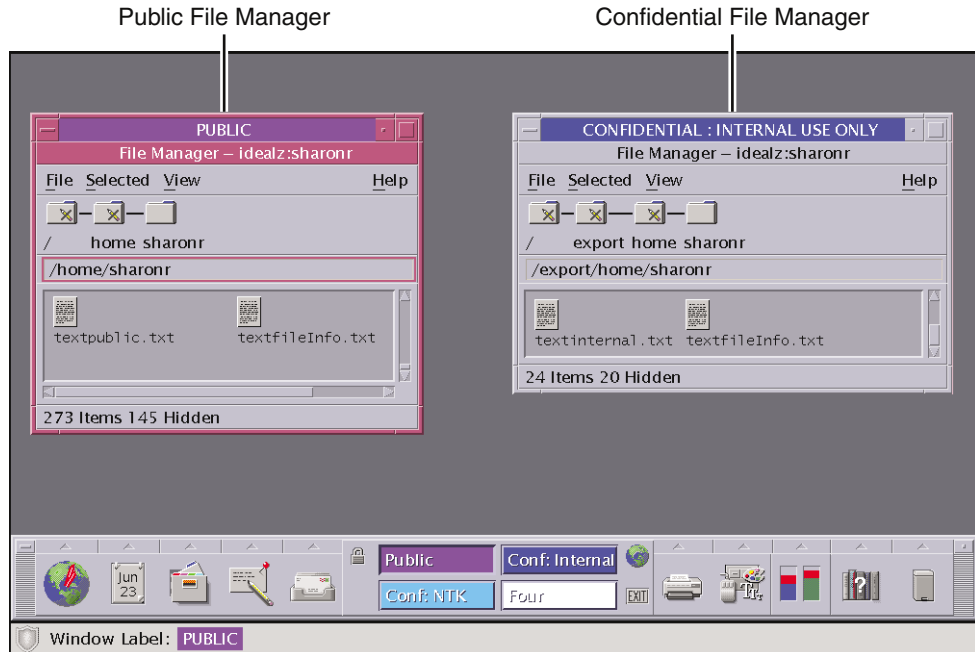 Public File Manager
Confidential File Manager
PUBLIC
File Manager – idealz:sharonr
File Selected View Help
/ home sharonr
/home/sharonr
textpublic.txt textfileInfo.txt
273 Items 145 Hidden
CONFIDENTIAL : INTERNAL USE ONLY
File Manager – idealz:sharonr
File Selected View Help
/ export home sharonr
/export/home/sharonr
textinternal.txt textfileInfo.txt
24 Items 20 Hidden
Jun
23
Public
Conf: Internal
Conf: NTK
Four
EXIT
?
Window Label: PUBLIC